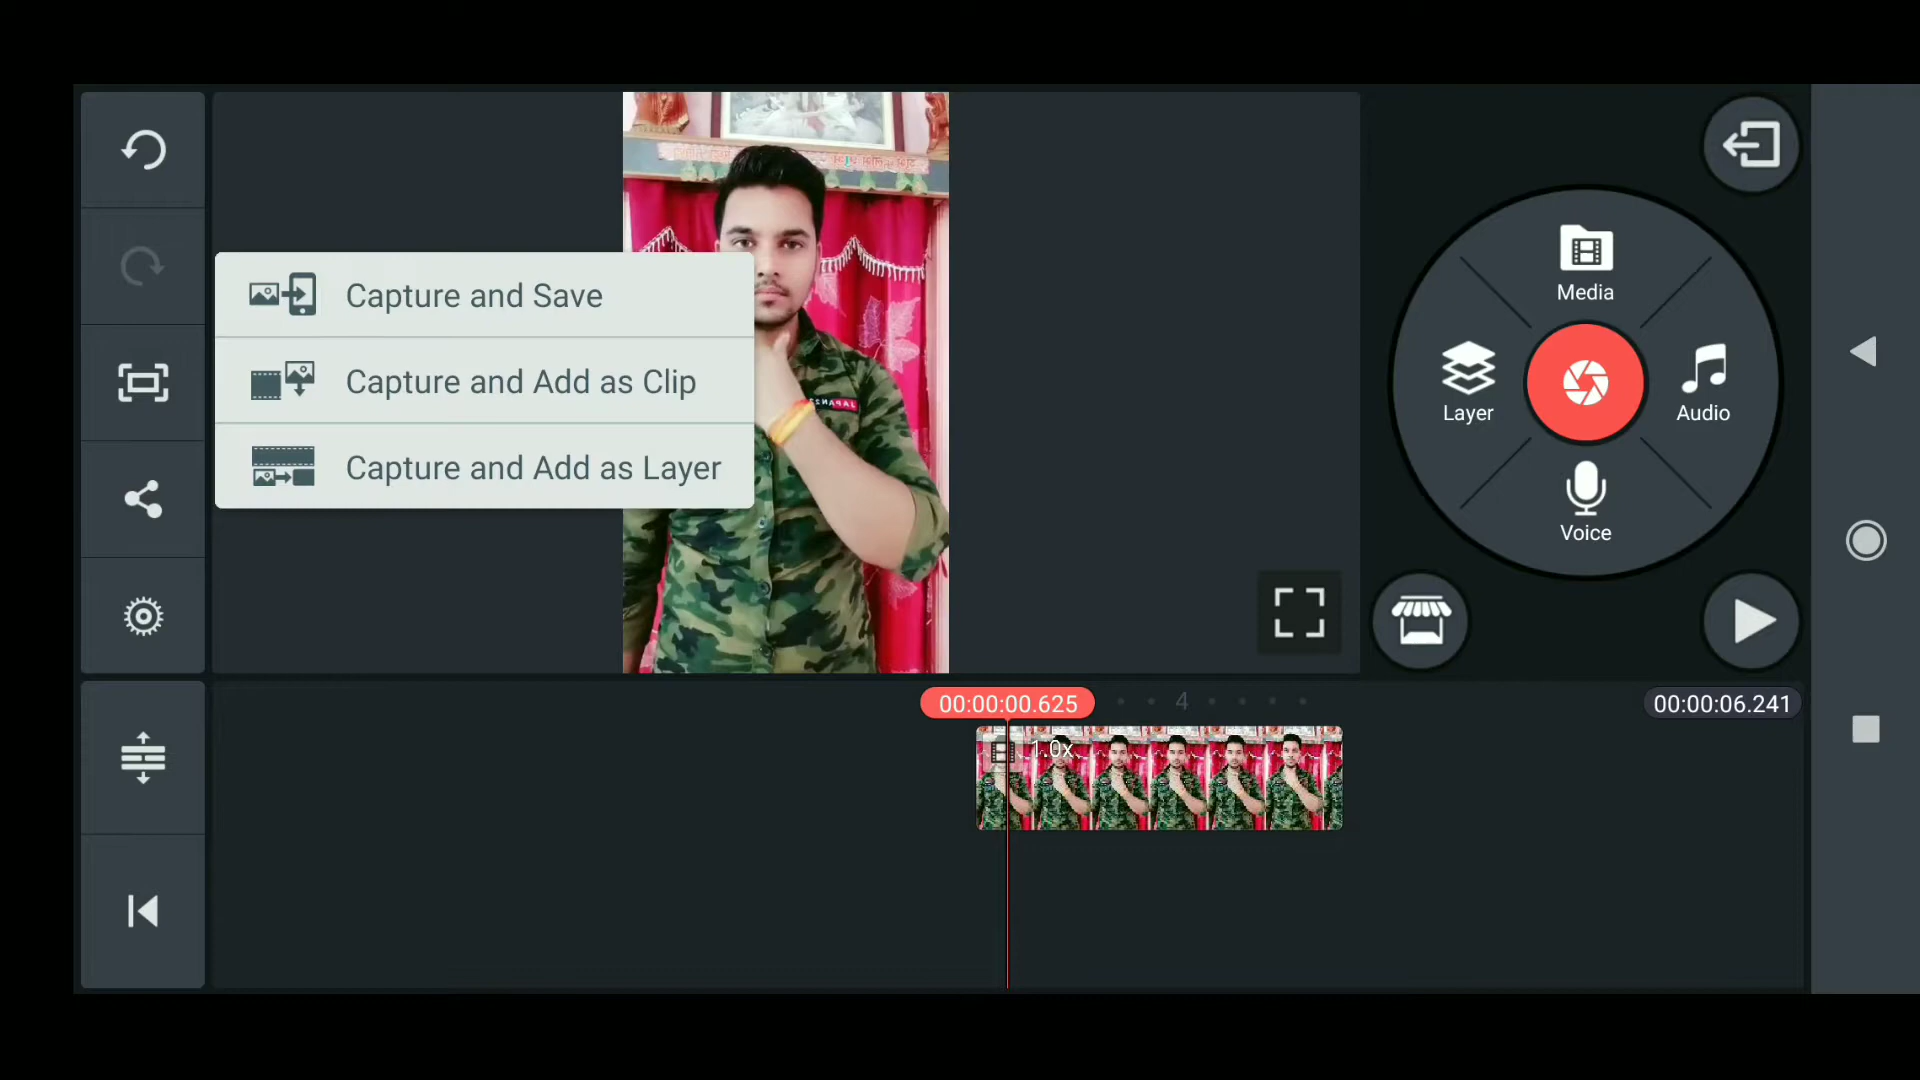 Capture and Save
Capture and Add as Clip
Capture and Add as Layer
Media
Layer
Audio
Voice
00:00:00.625
4
00:00:06.241
1.0x